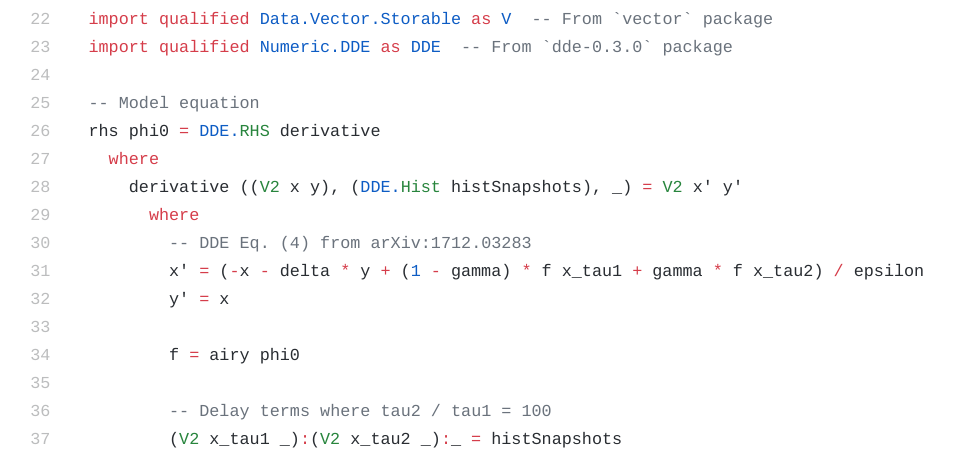 22 import qualified Data.Vector.Storable as V  -- From `vector` package
23 import qualified Numeric.DDE as DDE  -- From `dde-0.3.0` package
24
25 -- Model equation
26 rhs phi0 = DDE.RHS derivative
27   where
28     derivative ((V2 x y), (DDE.Hist histSnapshots), _) = V2 x' y'
29       where
30         -- DDE Eq. (4) from arXiv:1712.03283
31         x' = (-x - delta * y + (1 - gamma) * f x_tau1 + gamma * f x_tau2) / epsilon
32         y' = x
33
34         f = airy phi0
35
36         -- Delay terms where tau2 / tau1 = 100
37         (V2 x_tau1 _):(V2 x_tau2 _):_ = histSnapshots